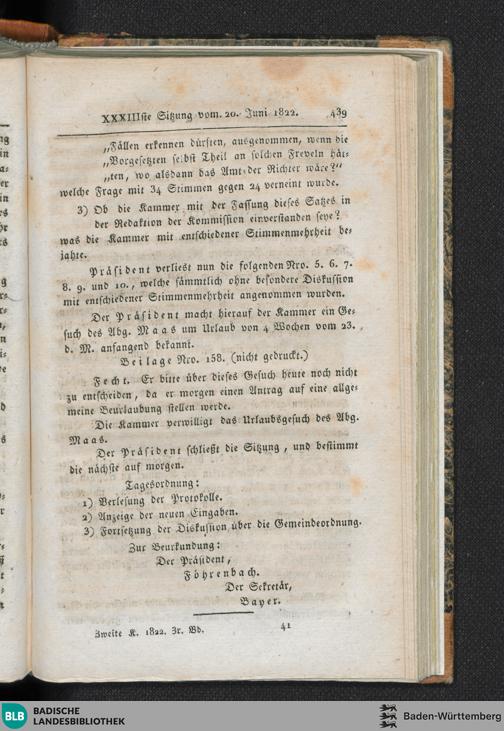 XXXIIIste Sitzung vom 20. Juni 1822. 439
„Fällen erkennen dürften, ausgenommen, wenn die
„Vorgesetzten selbst Theil an solchen Freveln hät-
„ten, wo alsdann das Amt der Richter wäre?“
welche Frage mit 34 Stimmen gegen 24 verneint wurde.
3) Ob die Kammer mit der Fassung dieses Satzes in
der Redaktion der Kommission einverstanden seye?
was die Kammer mit entschiedener Stimmenmehrheit be-
jahte.
Präsident verliest nun die folgenden Nro. 5. 6. 7.
8. 9. und 10., welche sämmtlich ohne besondere Diskussion
mit entschiedener Stimmenmehrheit angenommen wurden.
Der Präsident macht hierauf der Kammer ein Ge-
such des Abg. Maas um Urlaub von 4 Wochen vom 23.
d. M. anfangend bekannt.
Beilage Nro. 158. (nicht gedruckt.)
Fecht. Er bitte über dieses Gesuch heute noch nicht
zu entscheiden, da er morgen einen Antrag auf eine allge-
meine Beurlaubung stellen werde.
Die Kammer verwilligt das Urlaubsgesuch des Abg.
Maas.
Der Präsident schließt die Sitzung, und bestimmt
die nächste auf morgen.
Tagesordnung:
1) Verlesung der Protokolle.
2) Anzeige der neuen Eingaben.
3) Fortsetzung der Diskussion über die Gemeindeordnung.
Zur Beurkundung:
Der Präsident,
Föhrenbach.
Der Sekretär,
Bayer.
Zweite K. 1822. 3r. Bd. 41
BLB BADISCHE
LANDESBIBLIOTHEK
Baden-Württemberg